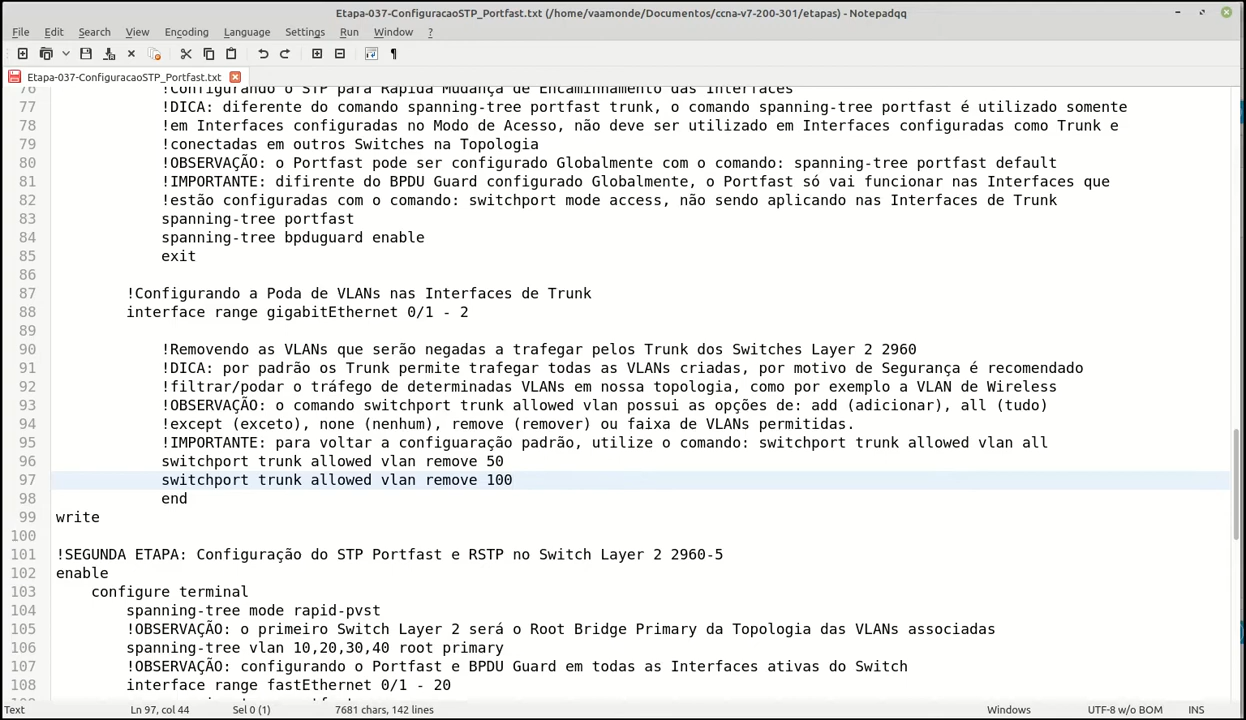 Etapa-037-ConfiguracaoSTP_Portfast.txt (/home/vaamonde/Documentos/ccna-v7-200-301/etapas) - Notepadqq
File Edit Search View Encoding Language Settings Run Window ?
Etapa-037-ConfiguracaoSTP_Portfast.txt
76 !Configurando o STP para Rápida Mudança de Encaminhamento das Interfaces
77 !DICA: diferente do comando spanning-tree portfast trunk, o comando spanning-tree portfast é utilizado somente
78 !em Interfaces configuradas no Modo de Acesso, não deve ser utilizado em Interfaces configuradas como Trunk e
79 !conectadas em outros Switches na Topologia
80 !OBSERVAÇÃO: o Portfast pode ser configurado Globalmente com o comando: spanning-tree portfast default
81 !IMPORTANTE: difirente do BPDU Guard configurado Globalmente, o Portfast só vai funcionar nas Interfaces que
82 !estão configuradas com o comando: switchport mode access, não sendo aplicando nas Interfaces de Trunk
83 spanning-tree portfast
84 spanning-tree bpduguard enable
85 exit
86
87 !Configurando a Poda de VLANs nas Interfaces de Trunk
88 interface range gigabitEthernet 0/1 - 2
89
90 !Removendo as VLANs que serão negadas a trafegar pelos Trunk dos Switches Layer 2 2960
91 !DICA: por padrão os Trunk permite trafegar todas as VLANs criadas, por motivo de Segurança é recomendado
92 !filtrar/podar o tráfego de determinadas VLANs em nossa topologia, como por exemplo a VLAN de Wireless
93 !OBSERVAÇÃO: o comando switchport trunk allowed vlan possui as opções de: add (adicionar), all (tudo)
94 !except (exceto), none (nenhum), remove (remover) ou faixa de VLANs permitidas.
95 !IMPORTANTE: para voltar a configuaração padrão, utilize o comando: switchport trunk allowed vlan all
96 switchport trunk allowed vlan remove 50
97 switchport trunk allowed vlan remove 100
98 end
99 write
100
101 !SEGUNDA ETAPA: Configuração do STP Portfast e RSTP no Switch Layer 2 2960-5
102 enable
103 configure terminal
104 spanning-tree mode rapid-pvst
105 !OBSERVAÇÃO: o primeiro Switch Layer 2 será o Root Bridge Primary da Topologia das VLANs associadas
106 spanning-tree vlan 10,20,30,40 root primary
107 !OBSERVAÇÃO: configurando o Portfast e BPDU Guard em todas as Interfaces ativas do Switch
108 interface range fastEthernet 0/1 - 20
Text Ln 97, col 44 Sel 0 (1) 7681 chars, 142 lines Windows UTF-8 w/o BOM INS